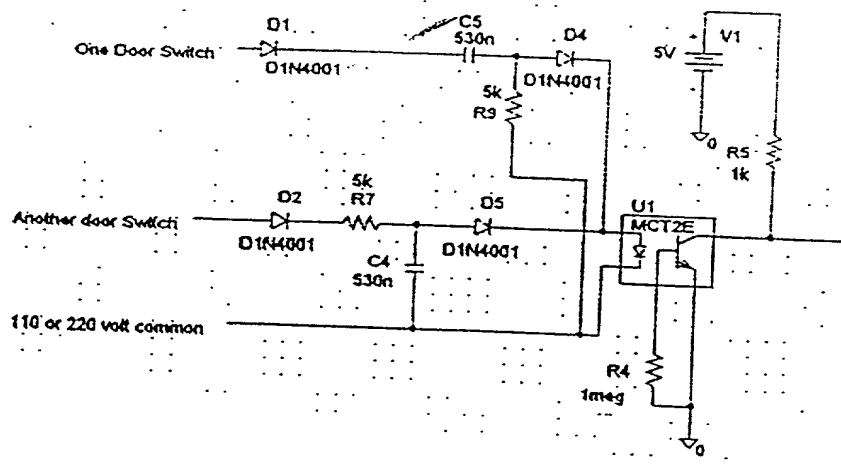 D1
C5
530n
D4
V1
One Door Switch
D1N4001
D1N4001
5V
5k
R9
0
R5
1k
5k
R7
D2
D5
U1
MCT2E
Another door Switch
D1N4001
D1N4001
C4
530n
110 or 220 volt common
R4
1meg
0